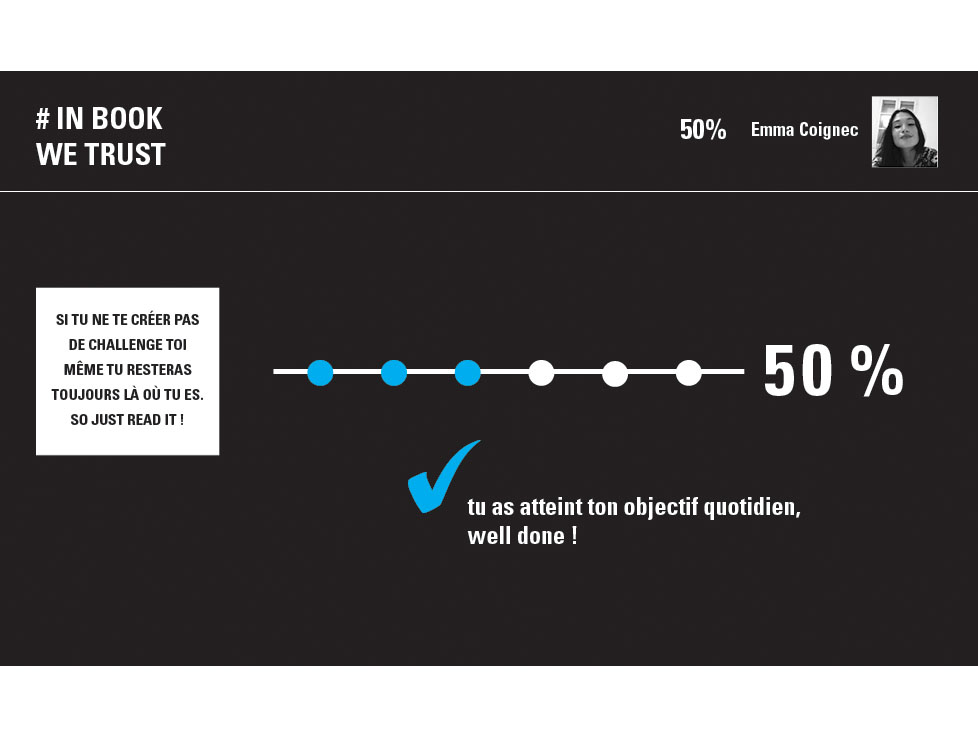 # IN BOOK
WE TRUST
50%
Emma Coignec
SI TU NE TE CRÉER PAS
DE CHALLENGE TOI
MÊME TU RESTERAS
TOUJOURS LÀ OÙ TU ES.
SO JUST READ IT !
50 %
tu as atteint ton objectif quotidien,
well done !